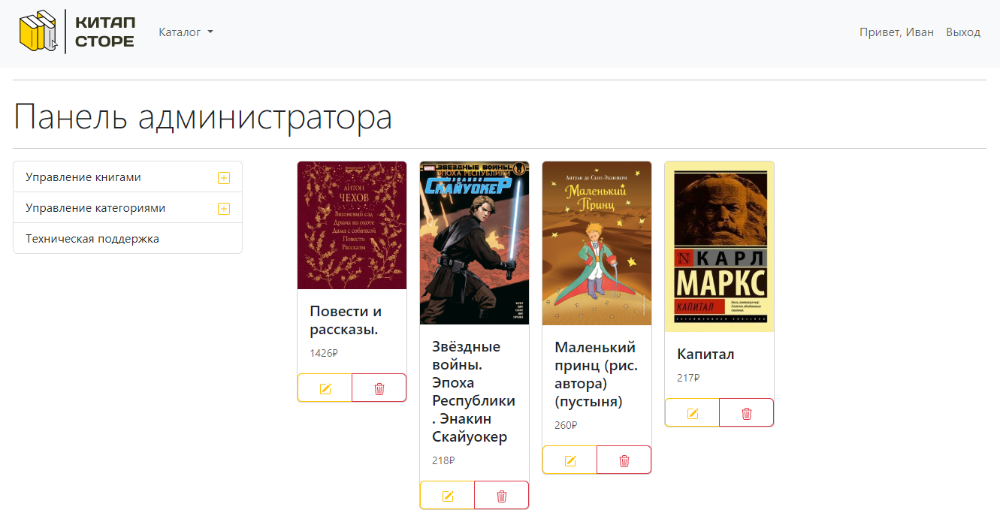 КИТАП
СТОРЕ
Каталог
Привет, Иван
Выход
Панель администратора
Управление книгами
Управление категориями
Техническая поддержка
АНТОН
ЧЕХОВ
Вишневый сад
Драма на охоте
Дама с собачкой
Повести
Рассказы
Повести и
рассказы.
1426₽
MARVEL
ЗВЁЗДНЫЕ ВОЙНЫ
ЭПОХА РЕСПУБЛИКИ
ЭНАКИН
СКАЙУОКЕР
Звёздные
войны.
Эпоха
Республики
. Энакин
Скайуокер
218₽
Антуан де Сент-Экзюпери
Маленький
Принц
Маленький
принц (рис.
автора)
(пустыня)
260₽
КАРЛ
МАРКС
КАПИТАЛ
Капитал
217₽